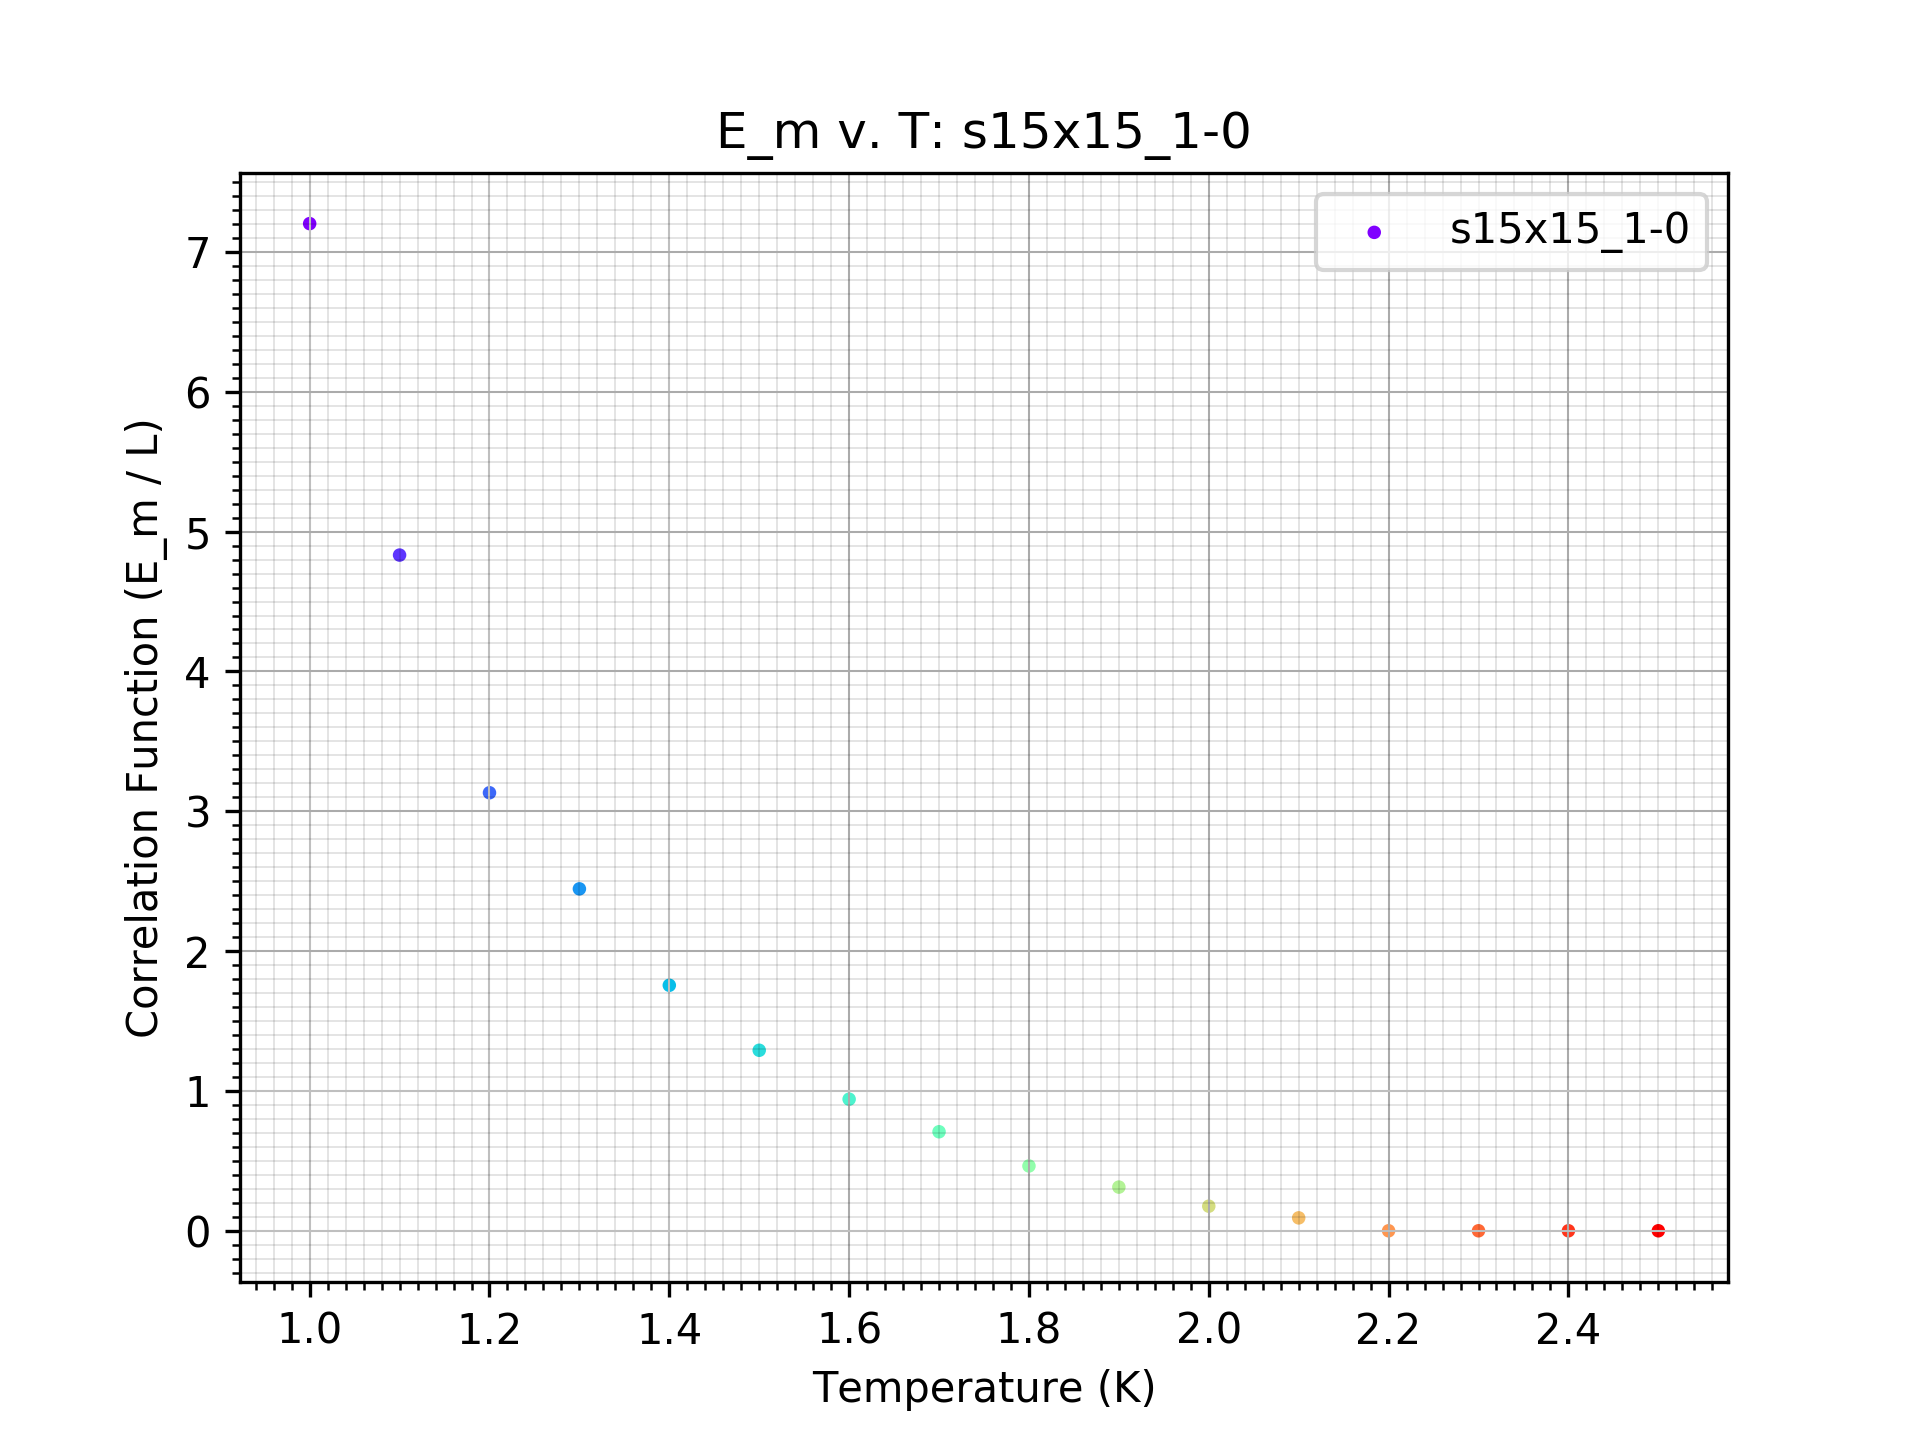 E_m v. T: s15x15_1-0
s15x15_1-0
Correlation Function (E_m / L)
7
6
5
4
3
2
1
0
1.0 1.2 1.4 1.6 1.8 2.0 2.2 2.4
Temperature (K)